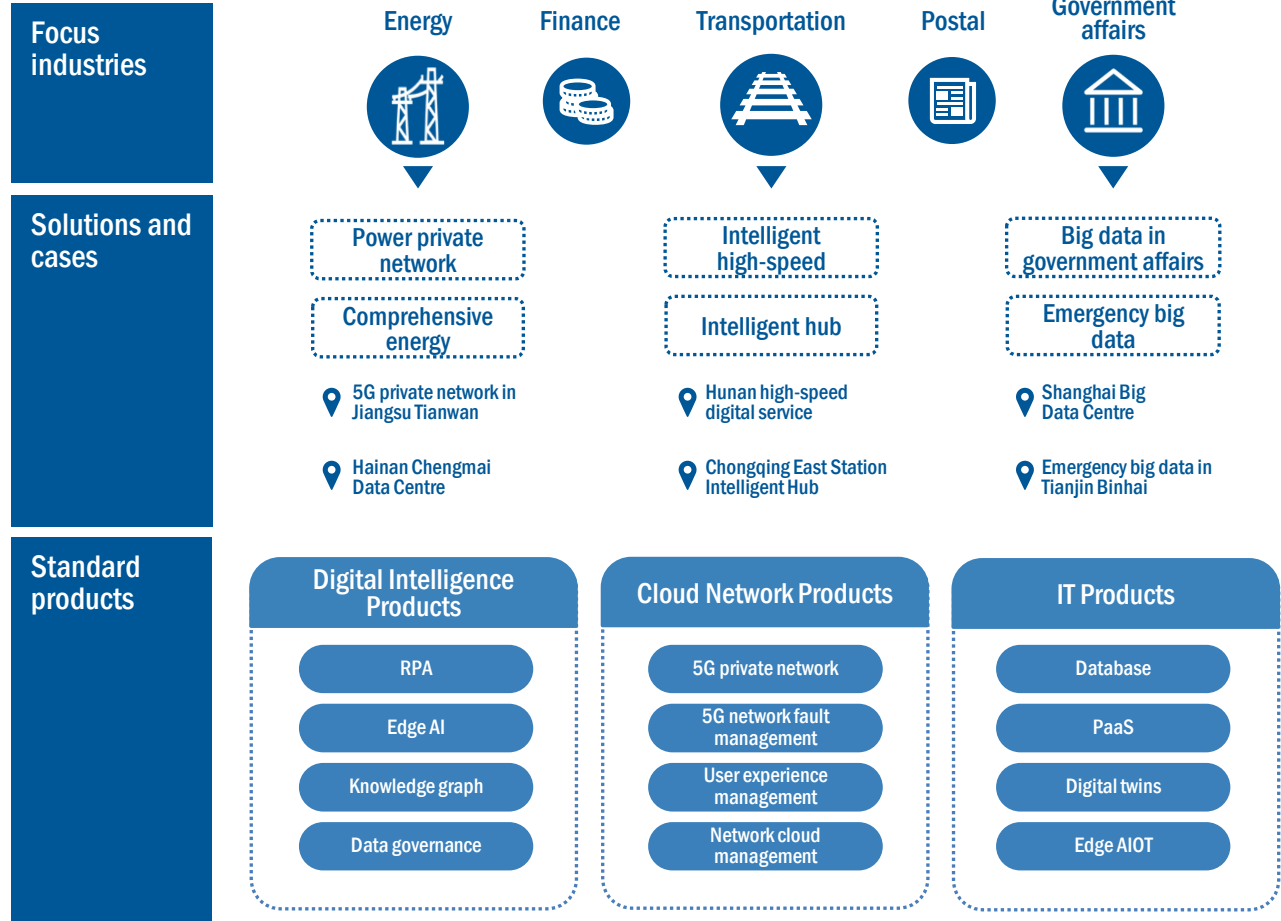 Focus
industries
Energy
Finance
Transportation
Postal
Government
affairs
Solutions and
cases
Power private
network
Intelligent
high-speed
Big data in
government affairs
Comprehensive
energy
Intelligent hub
Emergency big
data
5G private network in
Jiangsu Tianwan
Hunan high-speed
digital service
Shanghai Big
Data Centre
Hainan Chengmai
Data Centre
Chongqing East Station
Intelligent Hub
Emergency big data in
Tianjin Binhai
Standard
products
Digital Intelligence
Products
RPA
Edge AI
Knowledge graph
Data governance
Cloud Network Products
5G private network
5G network fault
management
User experience
management
Network cloud
management
IT Products
Database
PaaS
Digital twins
Edge AIOT